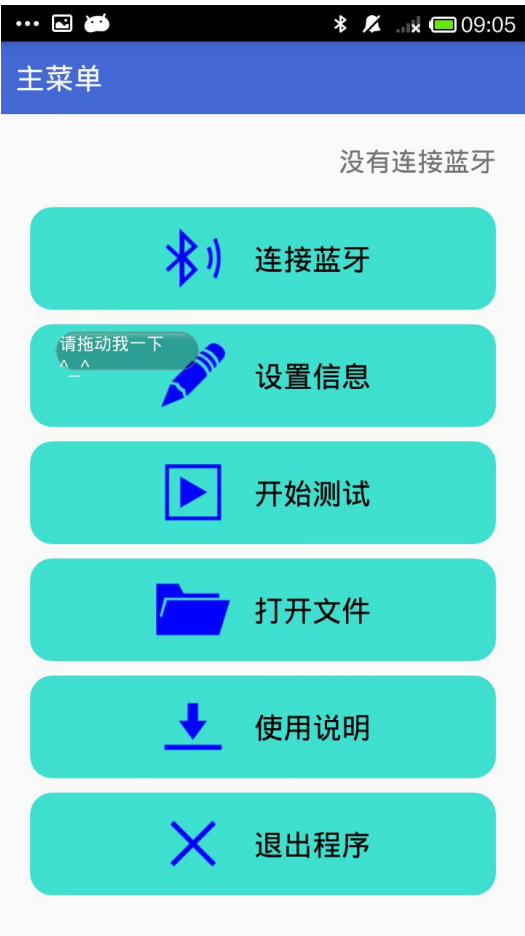 09:05
主菜单
没有连接蓝牙
连接蓝牙
请拖动我一下
^_^
设置信息
开始测试
打开文件
使用说明
退出程序